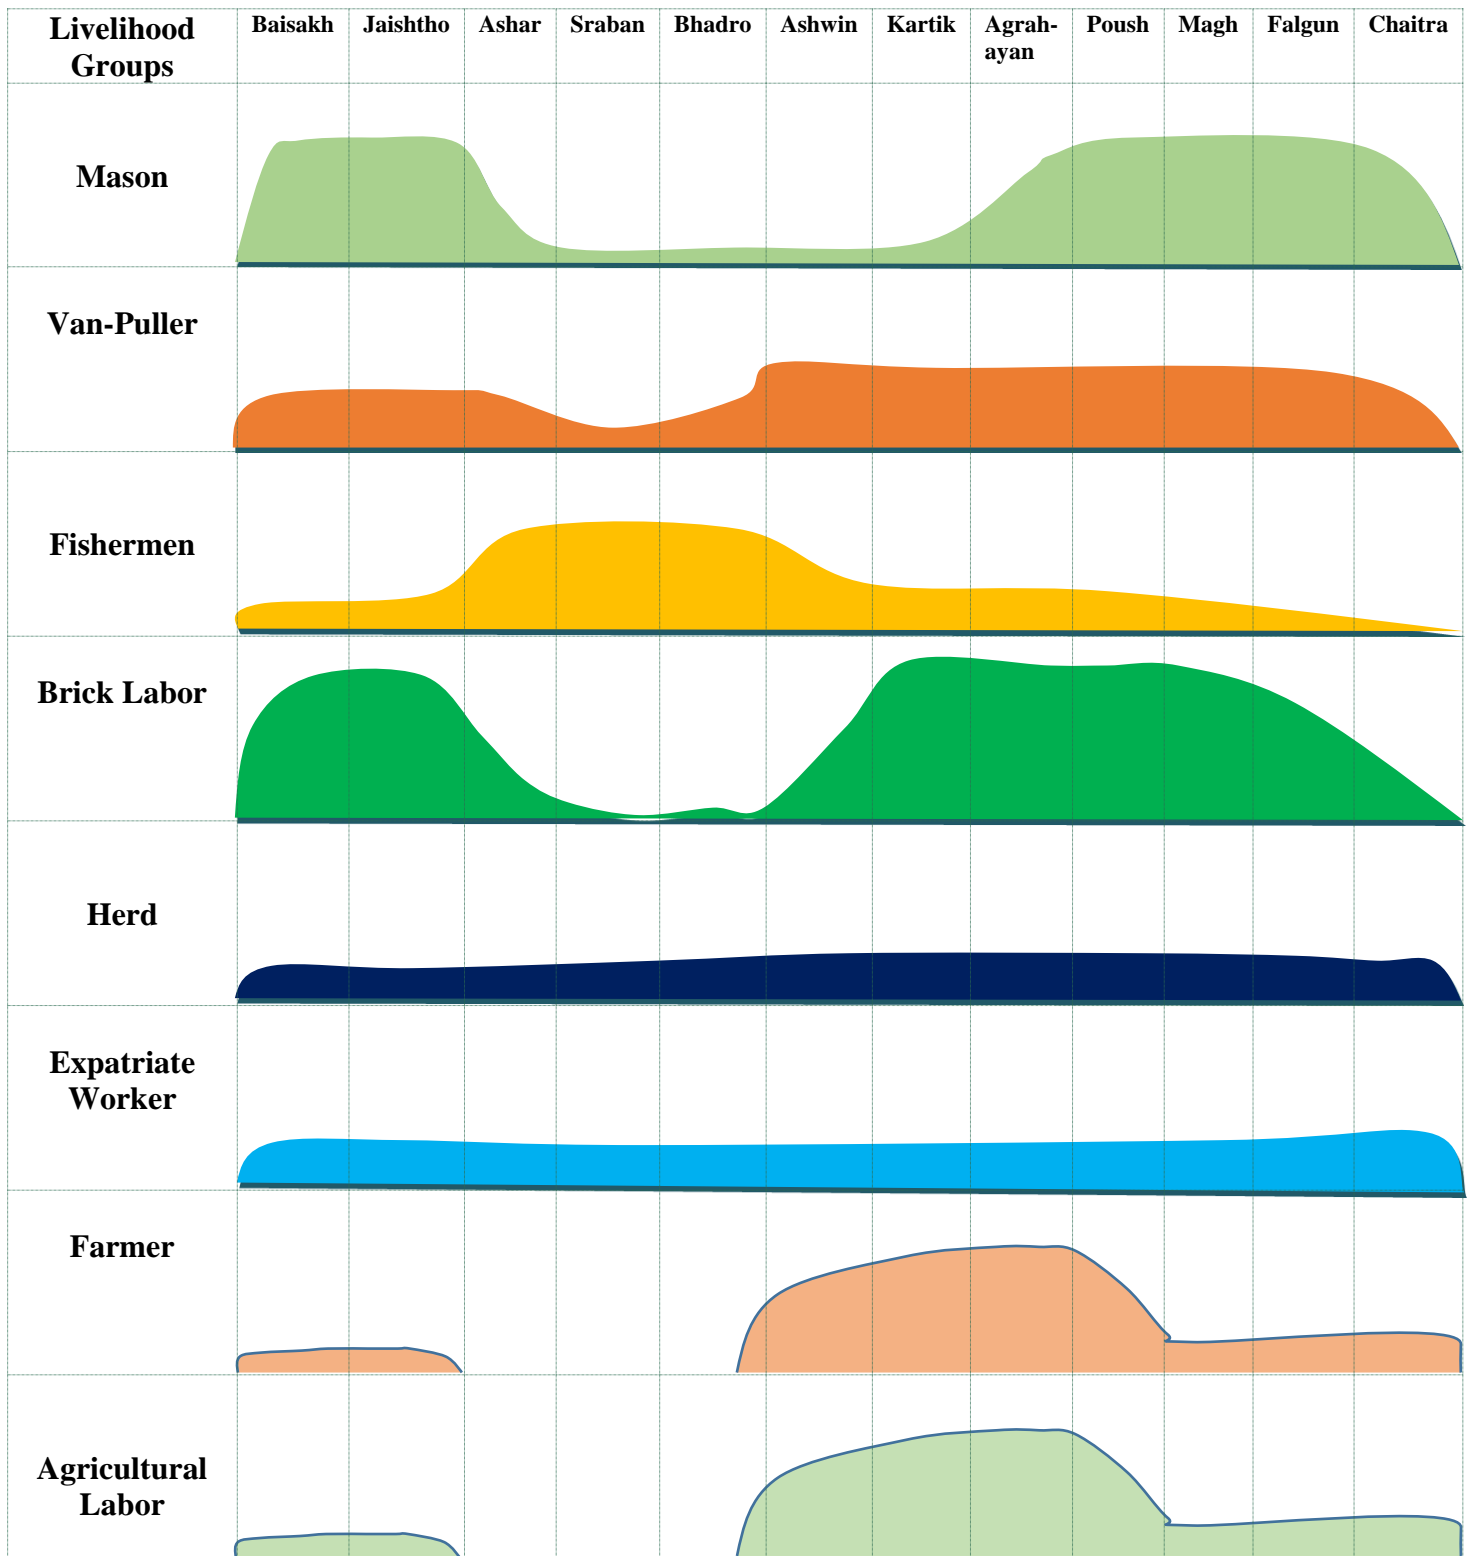 Livelihood
Groups
Baisakh Jaishtho Ashar Sraban Bhadro Ashwin Kartik Agrah- Poush Magh Falgun Chaitra
ayan
Mason
Van-Puller
Fishermen
Brick Labor
Herd
Expatriate
Worker
Farmer
Agricultural
Labor